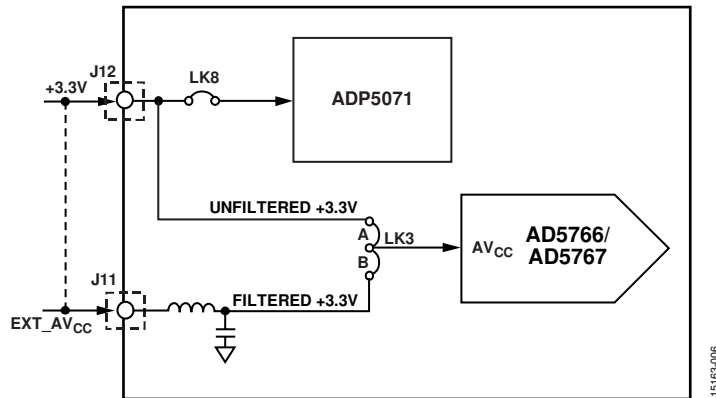 J12
+3.3V
LK8
ADP5071
UNFILTERED +3.3V
A
LK3
B
AVCC
AD5766/
AD5767
J11
EXT_AVCC
FILTERED +3.3V
15163-006